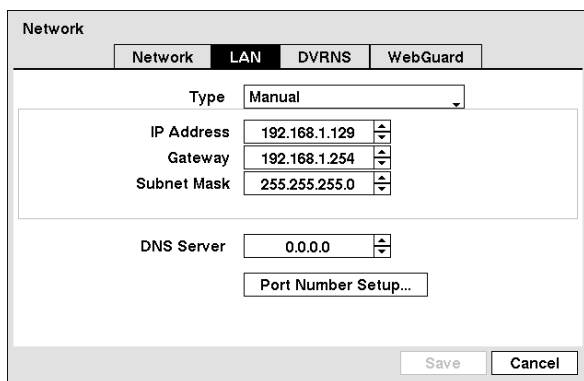 Network
Network LAN DVRNS WebGuard
Type Manual
IP Address 192.168.1.129
Gateway 192.168.1.254
Subnet Mask 255.255.255.0
DNS Server 0.0.0.0
Port Number Setup...
Save Cancel